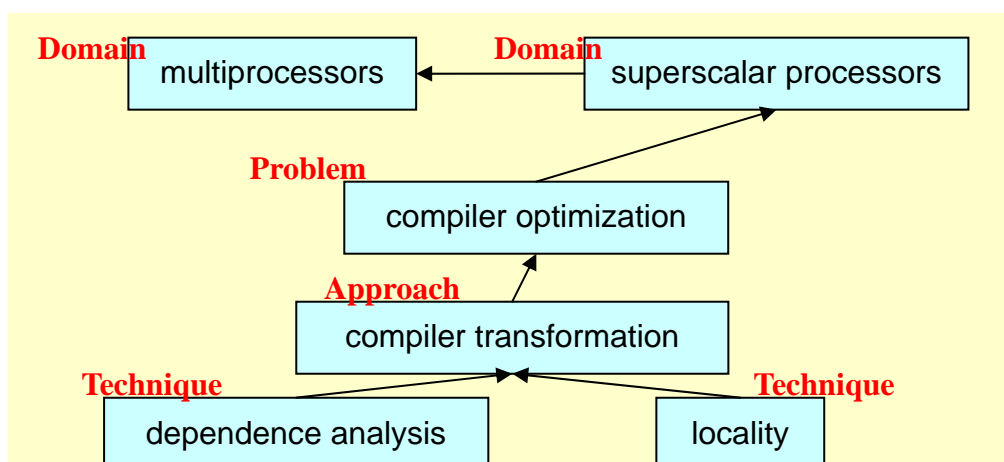 Domain
multiprocessors
Domain
superscalar processors
Problem
compiler optimization
Approach
compiler transformation
Technique
dependence analysis
Technique
locality